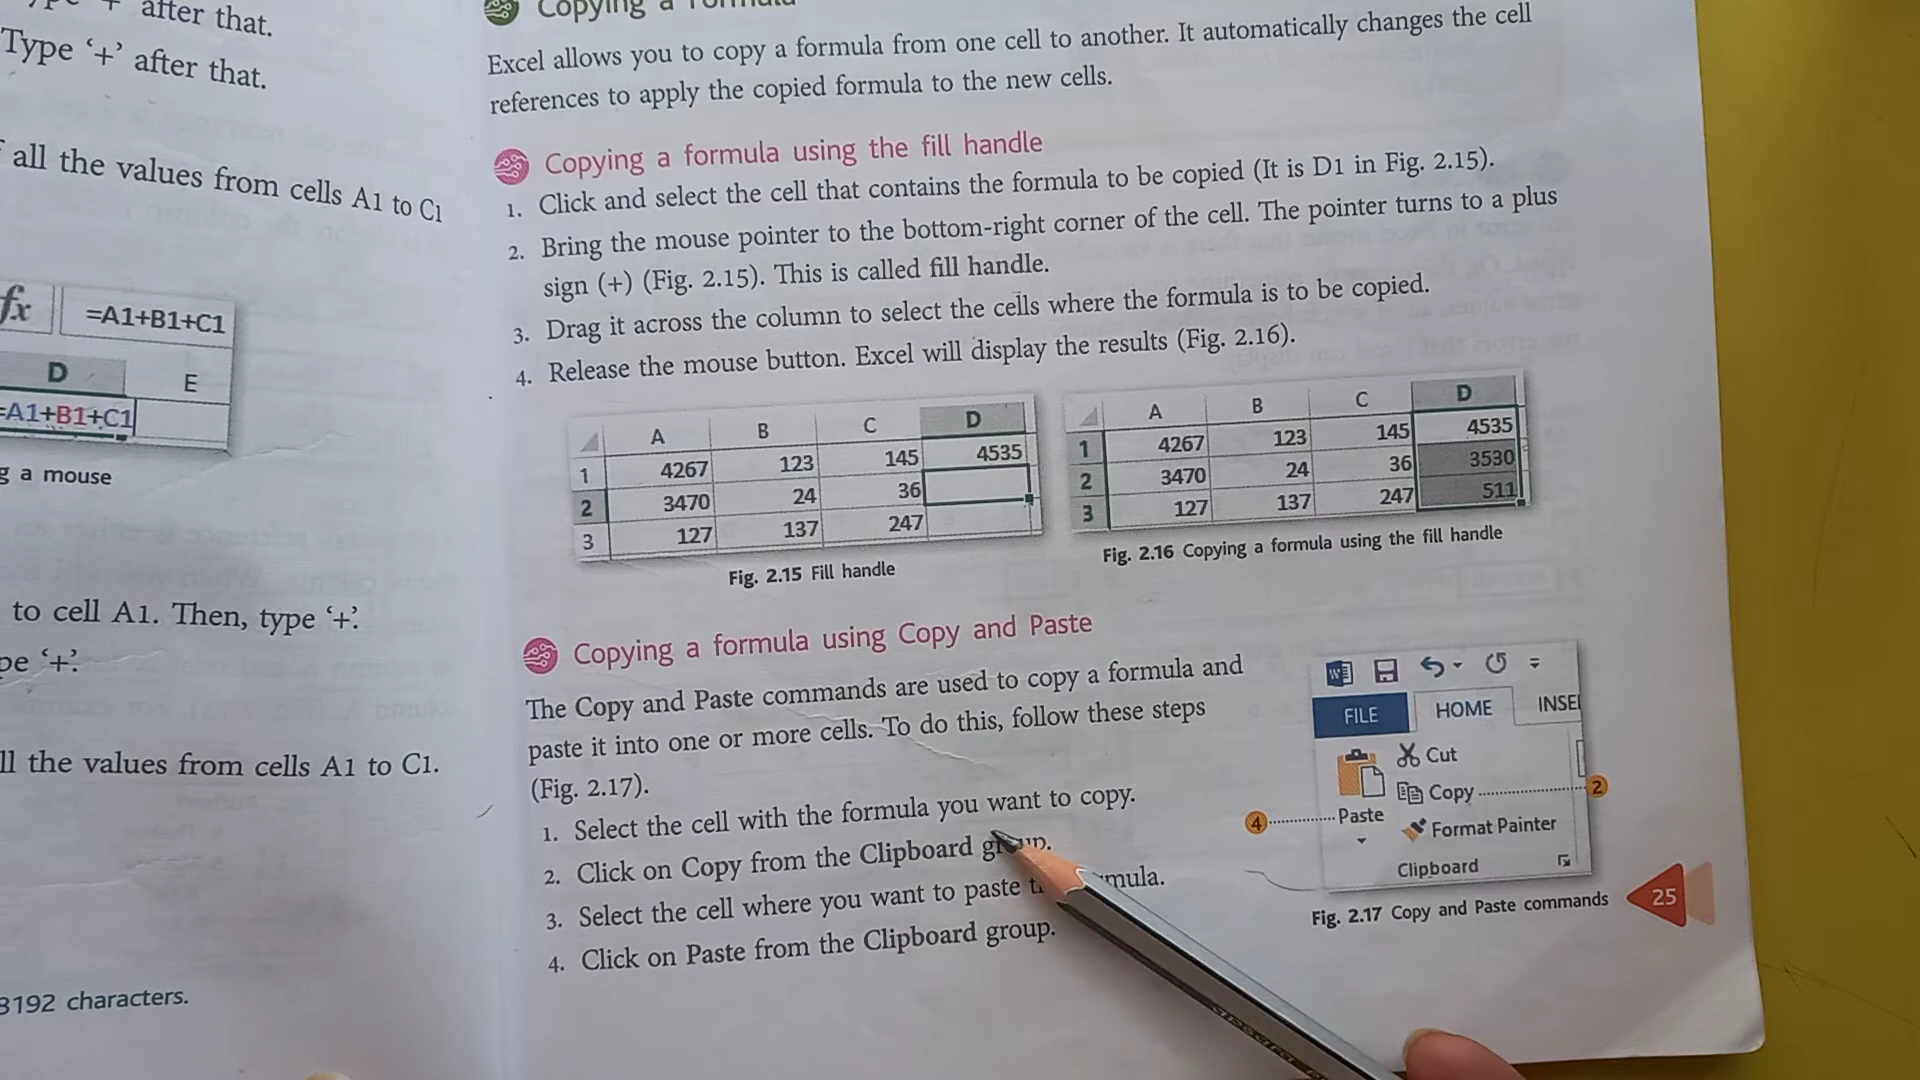 after that.
Type ‘+’ after that.
all the values from cells A1 to C1
fx =A1+B1+C1
D E
=A1+B1+C1
g a mouse
to cell A1. Then, type ‘+’.
pe ‘+’.
ll the values from cells A1 to C1.
8192 characters.
Copying a formula
Excel allows you to copy a formula from one cell to another. It automatically changes the cell
references to apply the copied formula to the new cells.
Copying a formula using the fill handle
1. Click and select the cell that contains the formula to be copied (It is D1 in Fig. 2.15).
2. Bring the mouse pointer to the bottom-right corner of the cell. The pointer turns to a plus
sign (+) (Fig. 2.15). This is called fill handle.
3. Drag it across the column to select the cells where the formula is to be copied.
4. Release the mouse button. Excel will display the results (Fig. 2.16).
A B C D
1 4267 123 145 4535
2 3470 24 36
3 127 137 247
Fig. 2.15 Fill handle
A B C D
1 4267 123 145 4535
2 3470 24 36 3530
3 127 137 247 511
Fig. 2.16 Copying a formula using the fill handle
Copying a formula using Copy and Paste
The Copy and Paste commands are used to copy a formula and
paste it into one or more cells. To do this, follow these steps
(Fig. 2.17).
1. Select the cell with the formula you want to copy.
2. Click on Copy from the Clipboard
3. Select the cell where you want to paste
4. Click on Paste from the Clipboard group.
FILE HOME INSE
Cut
Copy 2
4 Paste
Format Painter
Clipboard
Fig. 2.17 Copy and Paste commands
25